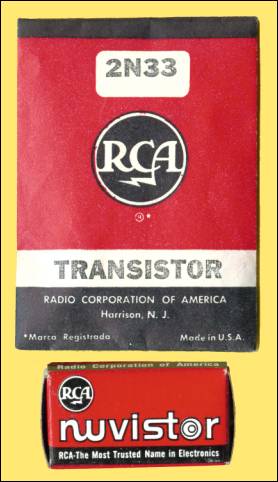 2N33
RCA
®*
TRANSISTOR
RADIO CORPORATION OF AMERICA
Harrison, N. J.
*Marca Registrada Made in U.S.A.
Radio Corporation of America
RCA
nuvistor
RCA-The Most Trusted Name in Electronics